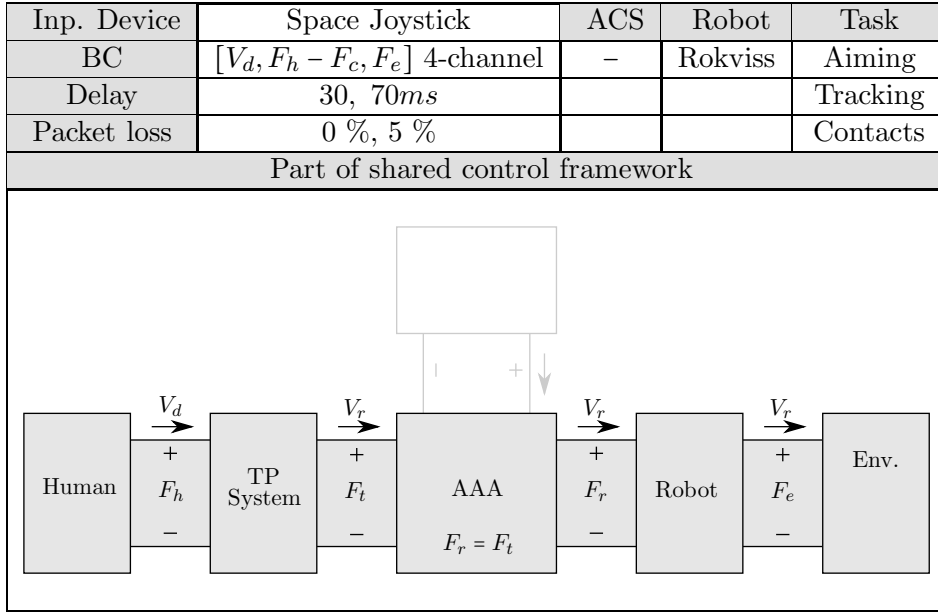 Inp. Device Space Joystick ACS Robot Task
BC [V_d, F_h − F_c, F_e] 4-channel – Rokviss Aiming
Delay 30, 70ms Tracking
Packet loss 0 %, 5 % Contacts
Part of shared control framework
− +
V_d V_r V_r V_r
+ + + +
Human F_h TP System F_t AAA F_r Robot F_e Env.
− − − −
F_r = F_t